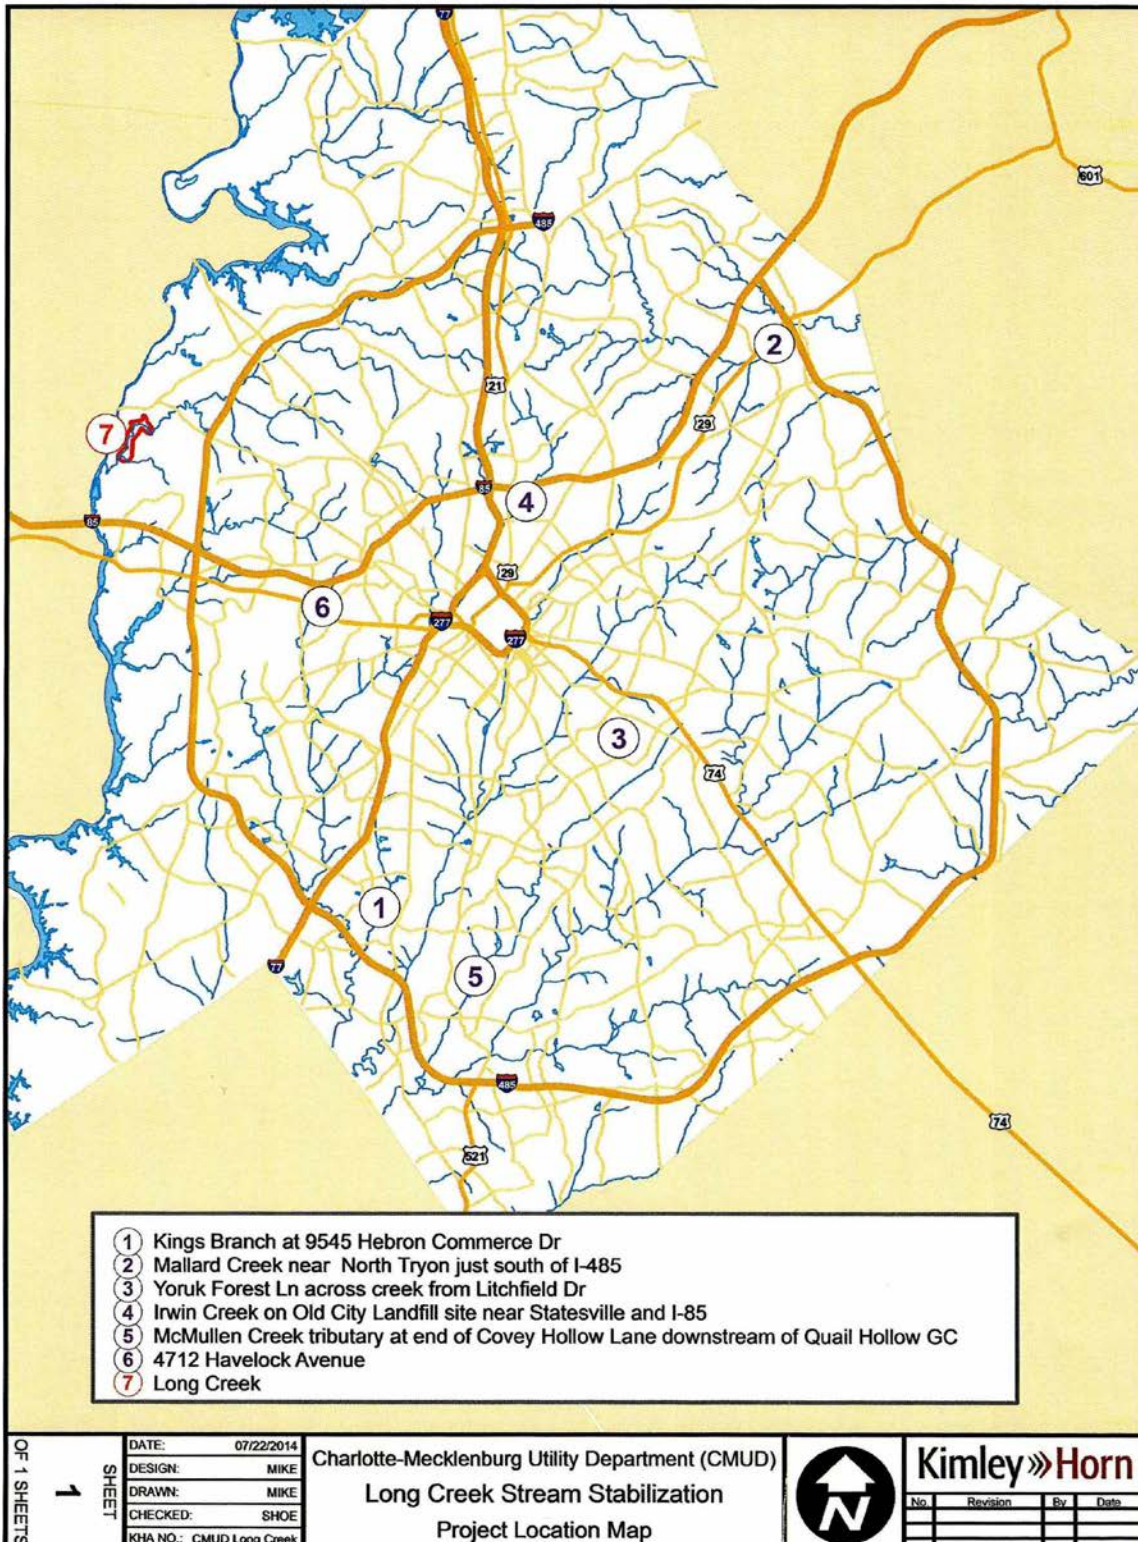 77
601
485
2
21
29
7
85
4
85
29
6
277
277
3
74
1
77
5
485
74
521
1 Kings Branch at 9545 Hebron Commerce Dr
2 Mallard Creek near North Tryon just south of I-485
3 Yoruk Forest Ln across creek from Litchfield Dr
4 Irwin Creek on Old City Landfill site near Statesville and I-85
5 McMullen Creek tributary at end of Covey Hollow Lane downstream of Quail Hollow GC
6 4712 Havelock Avenue
7 Long Creek
SHEET
1
OF 1 SHEETS
DATE: 07/22/2014
DESIGN: MIKE
DRAWN: MIKE
CHECKED: SHOE
KHA NO.: CMUD Long Creek
Charlotte-Mecklenburg Utility Department (CMUD)
Long Creek Stream Stabilization
Project Location Map
N
Kimley»Horn
No. Revision By Date